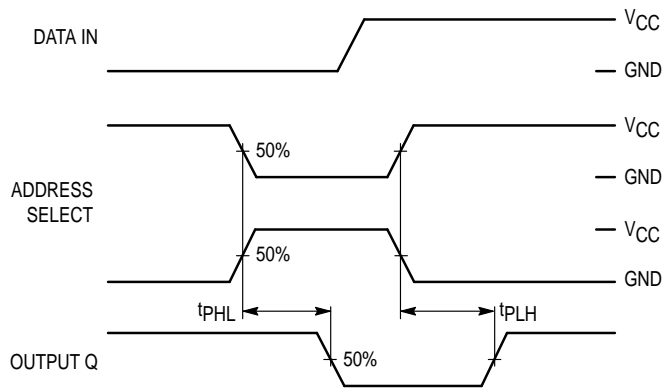 DATA IN
VCC
GND
VCC
50%
GND
ADDRESS
SELECT
VCC
50%
GND
tPHL
tPLH
OUTPUT Q
50%